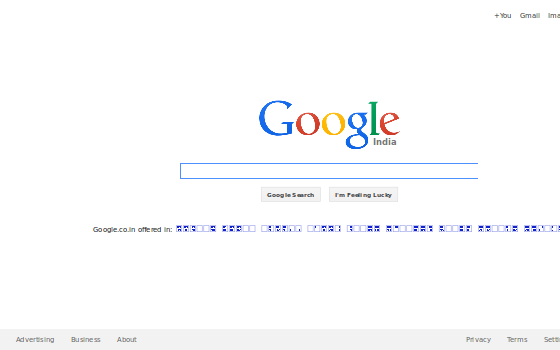 +You Gmail Ima
Google
India
Google Search I'm Feeling Lucky
Google.co.in offered in:
Advertising Business About Privacy Terms Setti